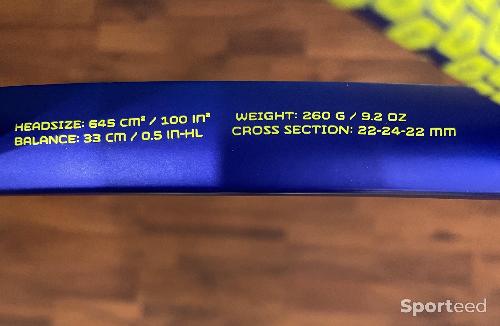 HEADSIZE: 645 cm² / 100 in²
BALANCE: 33 cm / 0.5 in-HL
WEIGHT: 260 G / 9.2 OZ
CROSS SECTION: 22-24-22 mm
Sporteed